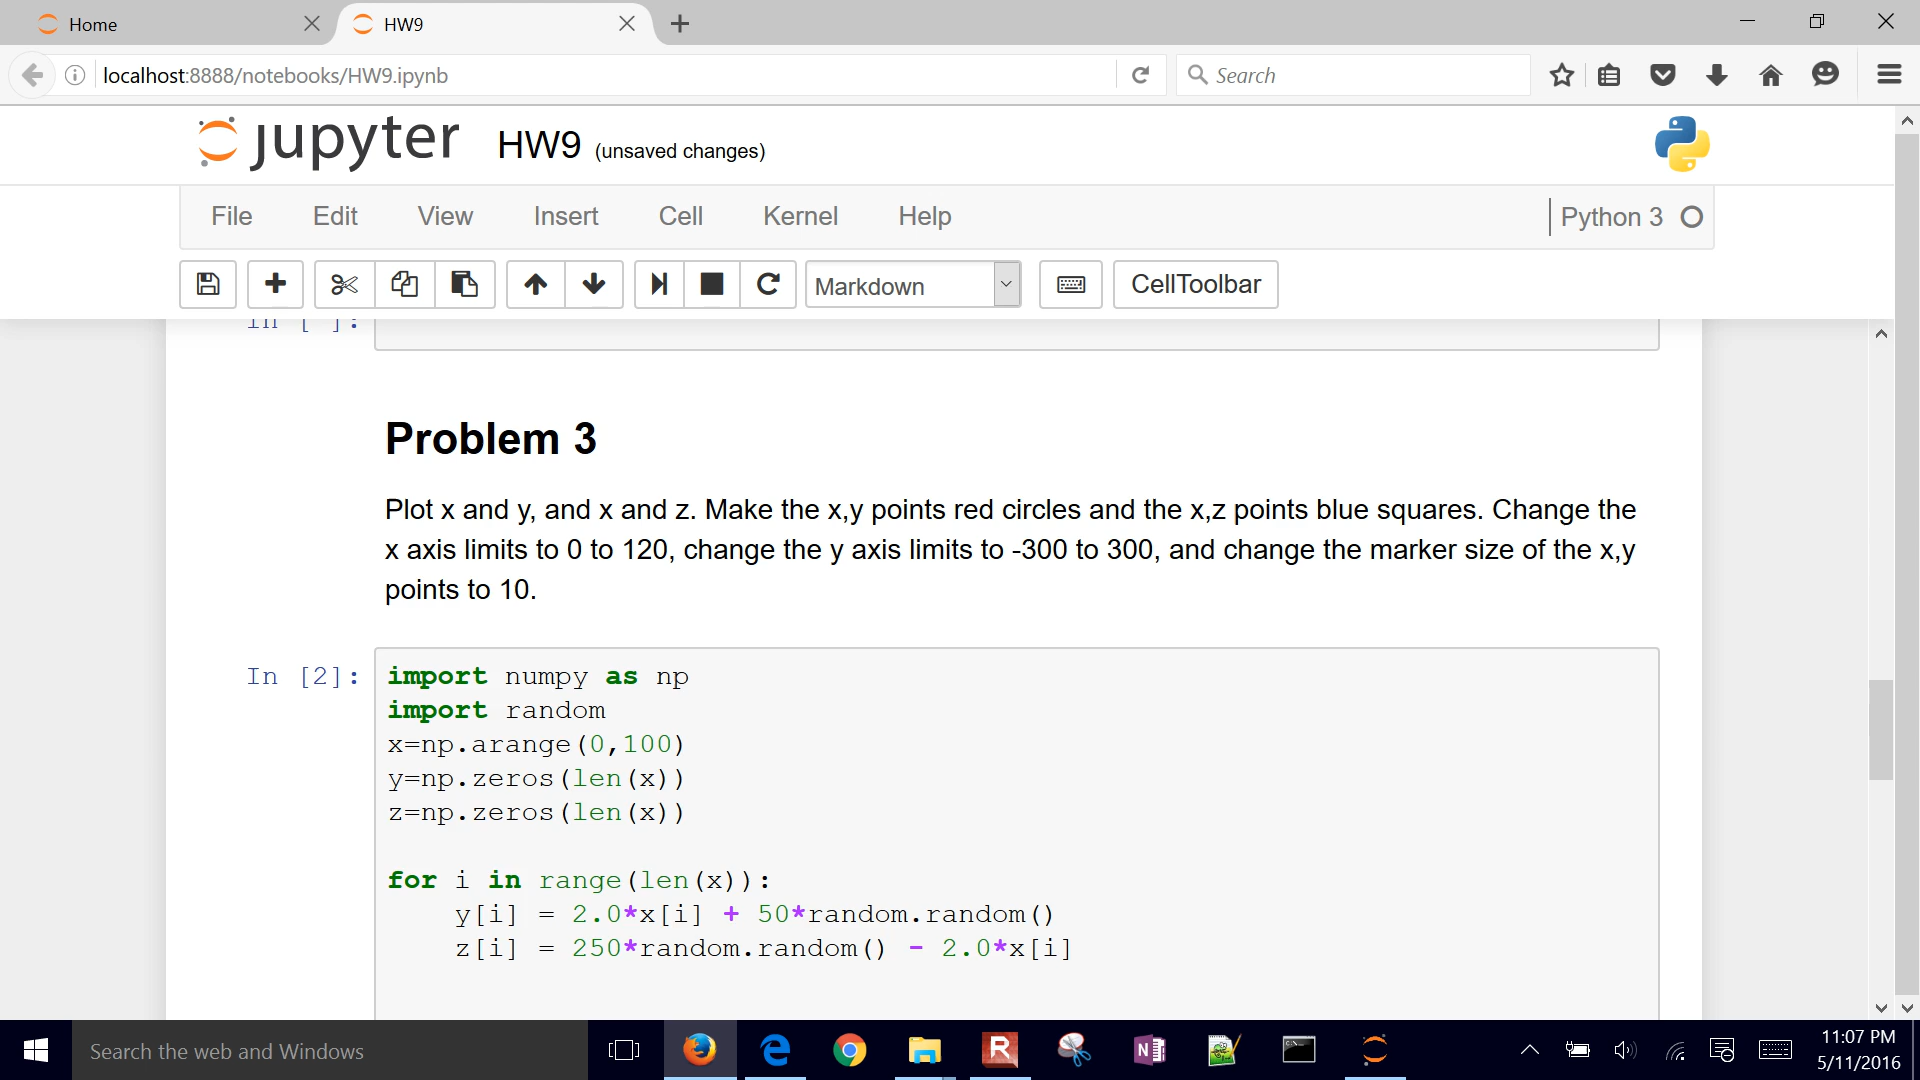 Home
HW9
localhost:8888/notebooks/HW9.ipynb
Search
jupyter HW9 (unsaved changes)
File Edit View Insert Cell Kernel Help Python 3
Markdown CellToolbar
In [ ]:
Problem 3
Plot x and y, and x and z. Make the x,y points red circles and the x,z points blue squares. Change the
x axis limits to 0 to 120, change the y axis limits to -300 to 300, and change the marker size of the x,y
points to 10.
In [2]: import numpy as np
import random
x=np.arange(0,100)
y=np.zeros(len(x))
z=np.zeros(len(x))
for i in range(len(x)):
    y[i] = 2.0*x[i] + 50*random.random()
    z[i] = 250*random.random() - 2.0*x[i]
Search the web and Windows
11:07 PM
5/11/2016